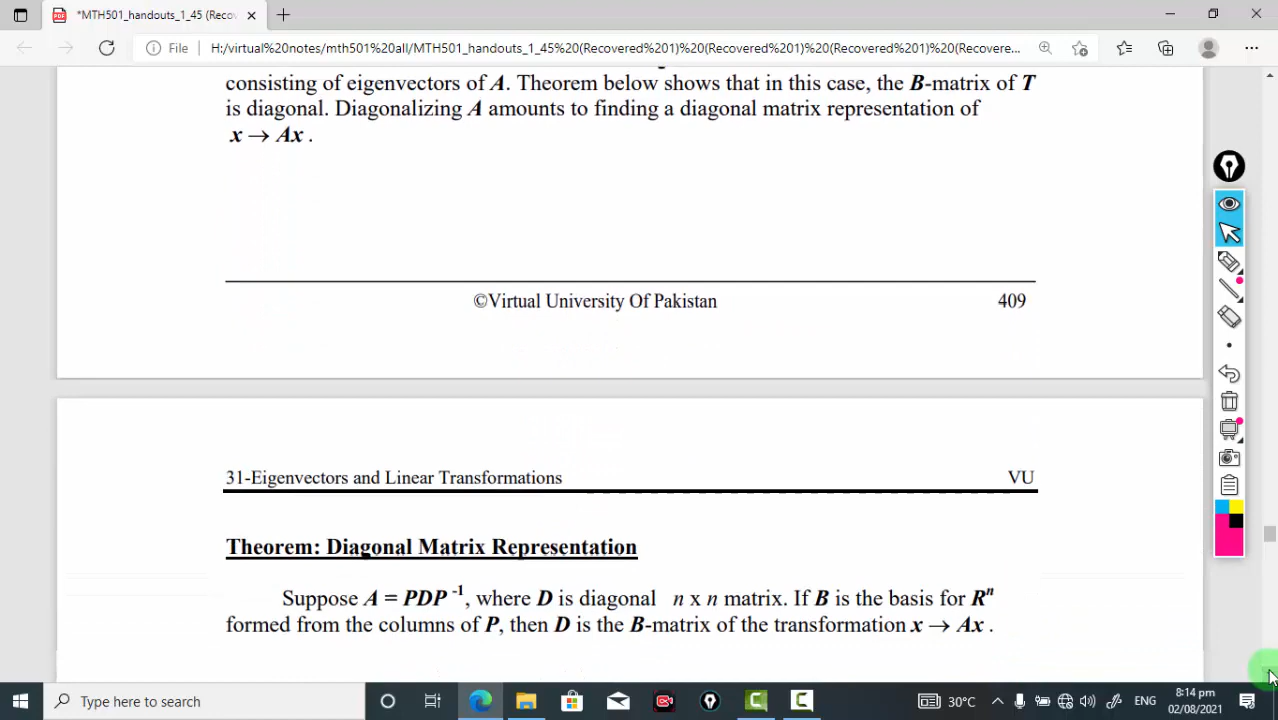 *MTH501_handouts_1_45 (Reco
File
H:/virtual%20notes/mth501%20all/MTH501_handouts_1_45%20(Recovered%201)%20(Recovered%201)%20(Recovered%201)%20(Recovere...
consisting of eigenvectors of A. Theorem below shows that in this case, the B-matrix of T
is diagonal. Diagonalizing A amounts to finding a diagonal matrix representation of
x → Ax .
©Virtual University Of Pakistan 409
31-Eigenvectors and Linear Transformations VU
Theorem: Diagonal Matrix Representation
Suppose A = PDP⁻¹, where D is diagonal n x n matrix. If B is the basis for Rⁿ
formed from the columns of P, then D is the B-matrix of the transformation x → Ax .
Type here to search
30°C
ENG
8:14 pm
02/08/2021